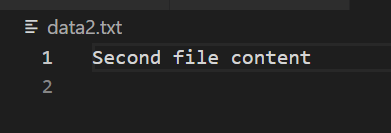 data2.txt
1 Second file content
2